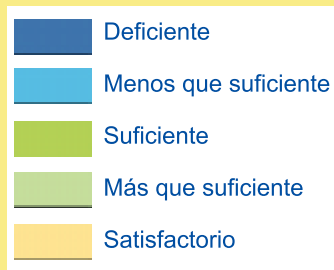 Deficiente
Menos que suficiente
Suficiente
Más que suficiente
Satisfactorio